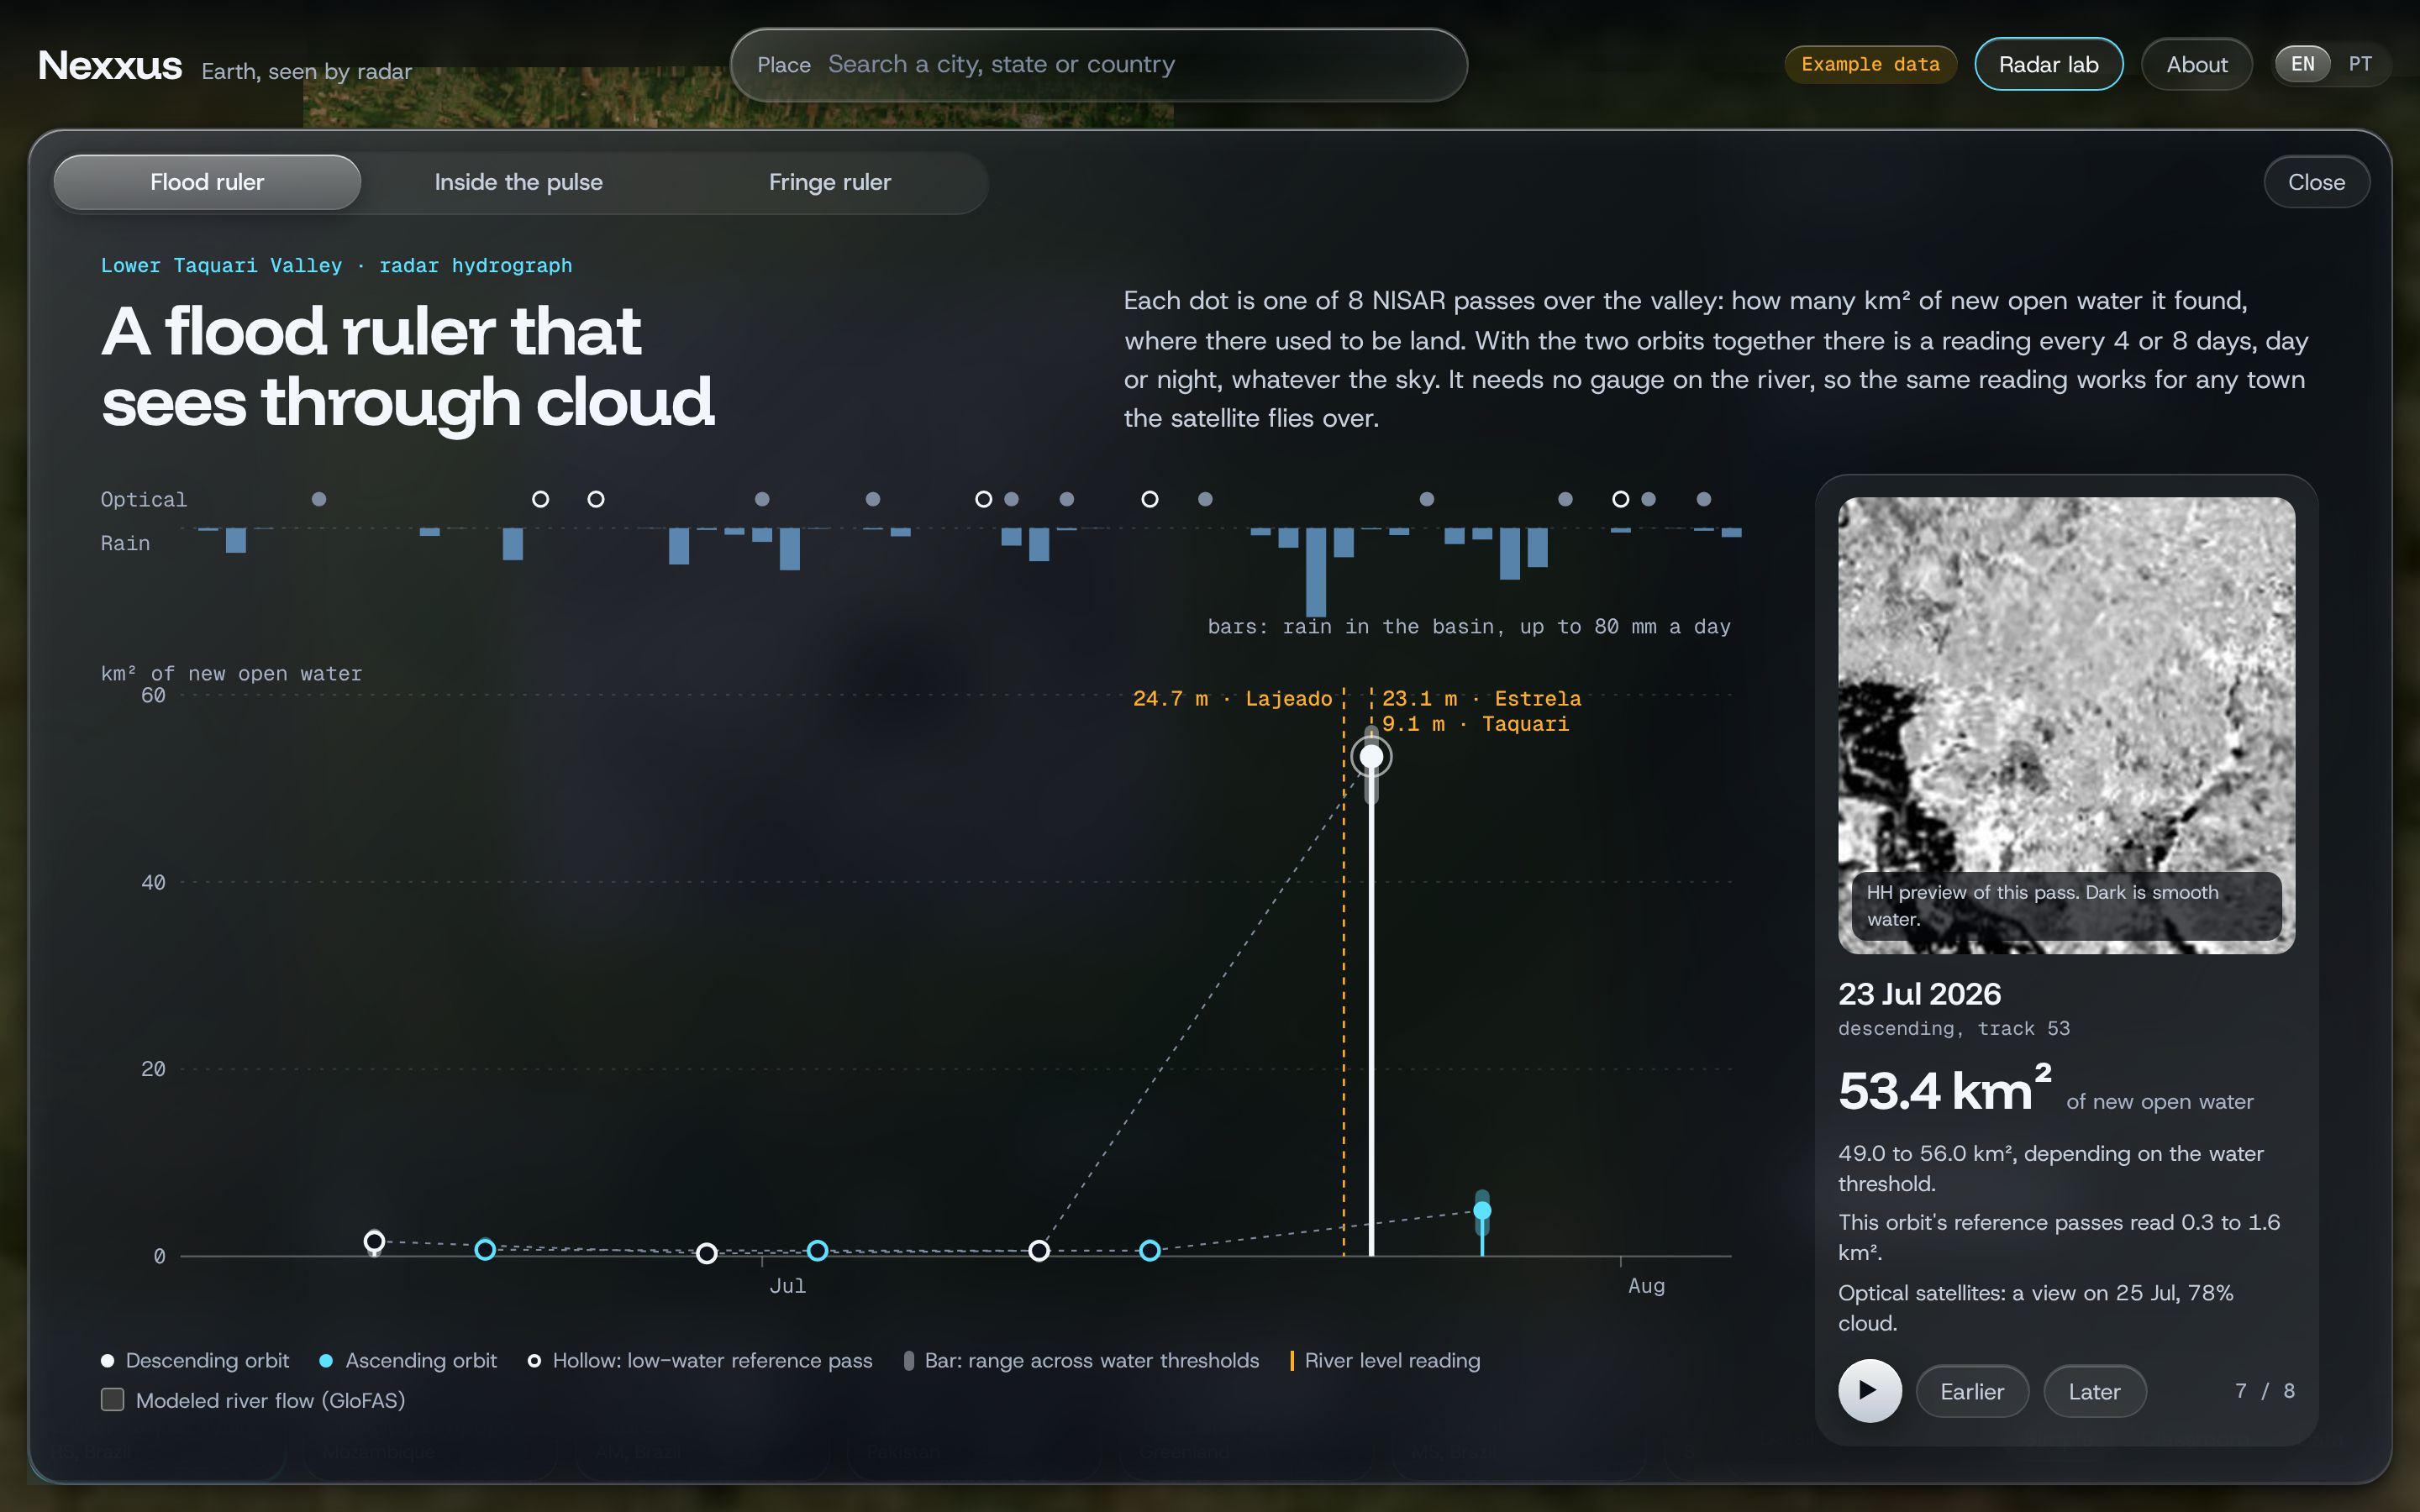 Nexxus
Earth, seen by radar
Place Search a city, state or country
Example data
Radar lab
About
EN PT
Flood ruler
Inside the pulse
Fringe ruler
Close
Lower Taquari Valley · radar hydrograph
A flood ruler that
sees through cloud
Each dot is one of 8 NISAR passes over the valley: how many km² of new open water it found,
where there used to be land. With the two orbits together there is a reading every 4 or 8 days, day
or night, whatever the sky. It needs no gauge on the river, so the same reading works for any town
the satellite flies over.
Optical
Rain
bars: rain in the basin, up to 80 mm a day
km² of new open water
60
24.7 m · Lajeado
23.1 m · Estrela
9.1 m · Taquari
40
20
0
Jul
Aug
Descending orbit
Ascending orbit
Hollow: low-water reference pass
Bar: range across water thresholds
River level reading
Modeled river flow (GloFAS)
HH preview of this pass. Dark is smooth
water.
23 Jul 2026
descending, track 53
53.4 km² of new open water
49.0 to 56.0 km², depending on the water
threshold.
This orbit's reference passes read 0.3 to 1.6
km².
Optical satellites: a view on 25 Jul, 78%
cloud.
Earlier
Later
7 / 8
Mozambique
AM, Brazil
Pakistan
Greenland